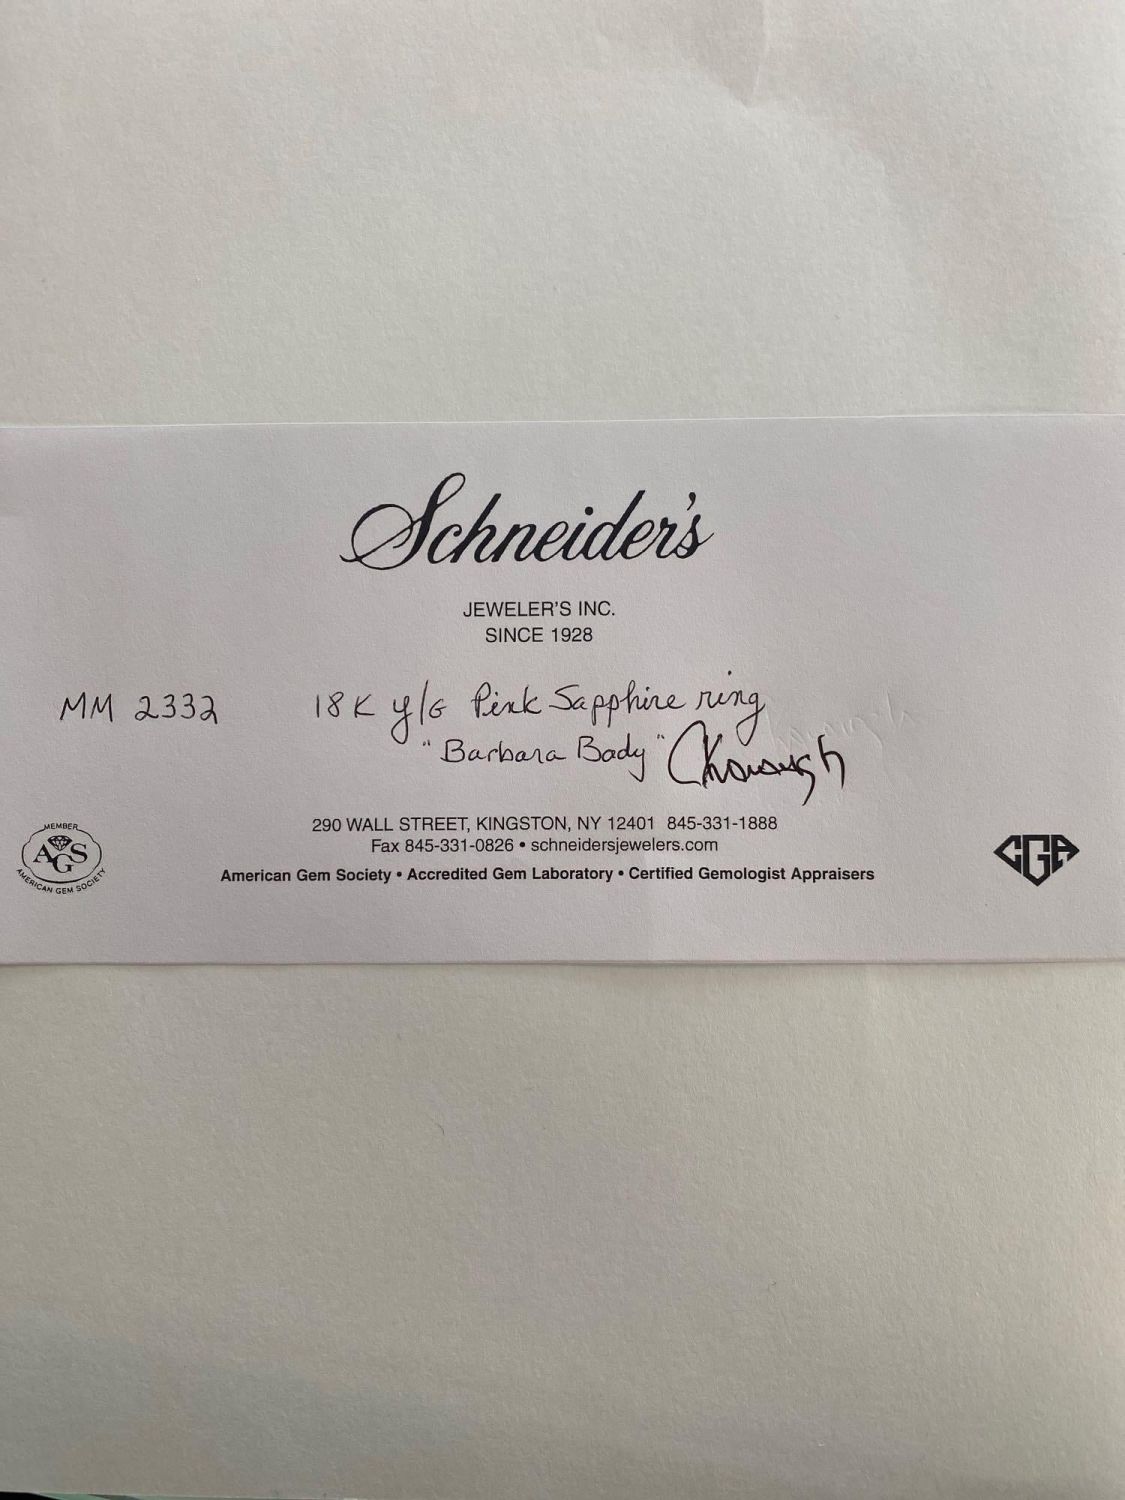 Schneider's
JEWELER'S INC.
SINCE 1928
MM 2332 18K y/G Pink Sapphire ring
"Barbara Bady"
290 WALL STREET, KINGSTON, NY 12401 845-331-1888
Fax 845-331-0826 • schneidersjewelers.com
American Gem Society • Accredited Gem Laboratory • Certified Gemologist Appraisers
MEMBER
AGS
AMERICAN GEM SOCIETY
CGA